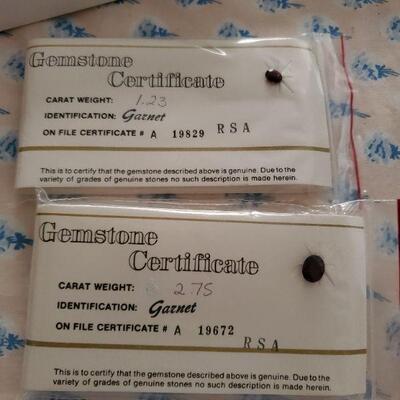 Gemstone
Certificate
CARAT WEIGHT: 1.23
IDENTIFICATION: Garnet
ON FILE CERTIFICATE # A 19829 RSA
This is to certify that the gemstone described above is genuine. Due to the
variety of grades of genuine stones no such description is made herein.
Gemstone
Certificate
CARAT WEIGHT: 2.75
IDENTIFICATION: Garnet
ON FILE CERTIFICATE # A 19672 RSA
This is to certify that the gemstone described above is genuine. Due to the
variety of grades of genuine stones no such description is made herein.